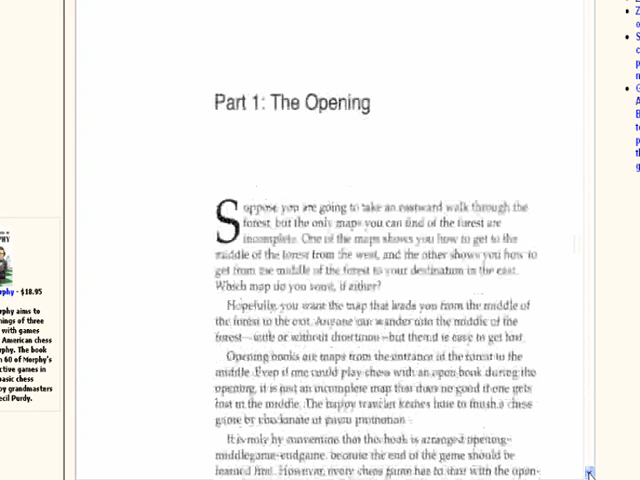 Part 1: The Opening
Suppose you are going to take an eastward walk through the
forest, but the only maps you can find of the forest are
incomplete. One of the maps shows you how to get to the
middle of the forest from the west, and the other shows you how to
get from the middle of the forest to your destination in the east.
Which map do you want, if either?
Hopefully, you want the map that leads you from the middle of
the forest to the exit. Anyone can wander into the middle of the
forest—with or without direction—but then it is easy to get lost.
Opening books are maps from the entrance of the forest to the
middle. Even if one could play chess with an open book during the
opening, it is just an incomplete map that does no good if one gets
lost in the middle. The happy traveler knows how to finish a chess
game by checkmate or pawn promotion.
It is only by convention that this book is arranged opening-
middlegame-endgame, because the end of the game should be
learned first. However, every chess game has to start with the open-
rphy - $18.95
rphy aims to
nings of three
with games
American chess
rphy. The book
60 of Morphy's
ctive games in
basic chess
by grandmasters
ecil Purdy.